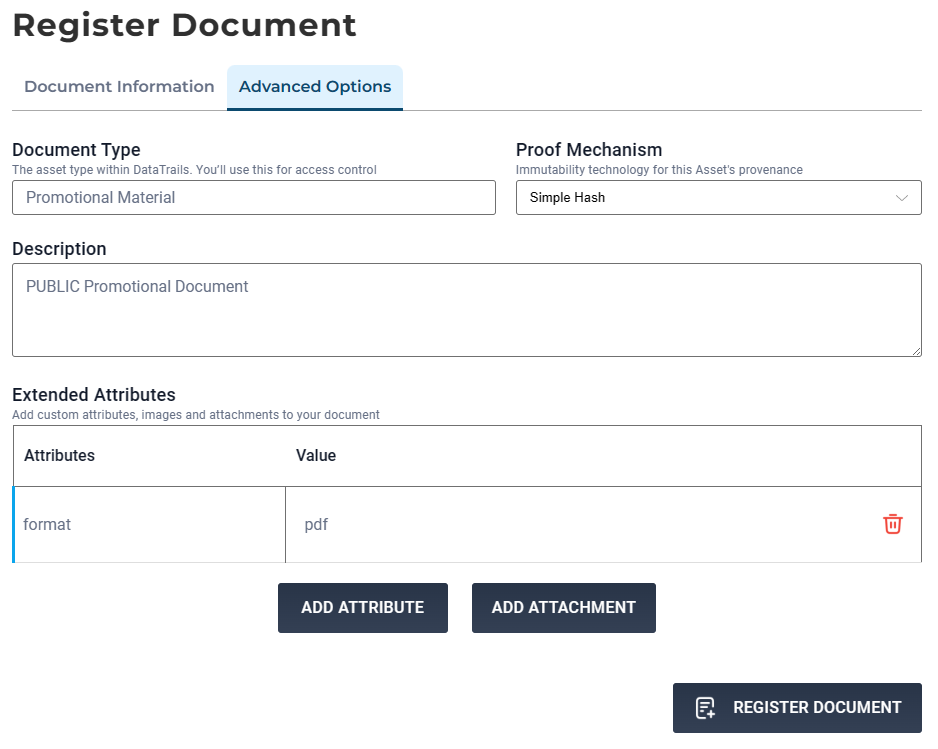 Register Document
Document Information
Advanced Options
Document Type
The asset type within DataTrails. You'll use this for access control
Promotional Material
Proof Mechanism
Immutability technology for this Asset's provenance
Simple Hash
Description
PUBLIC Promotional Document
Extended Attributes
Add custom attributes, images and attachments to your document
Attributes
Value
format
pdf
ADD ATTRIBUTE
ADD ATTACHMENT
REGISTER DOCUMENT